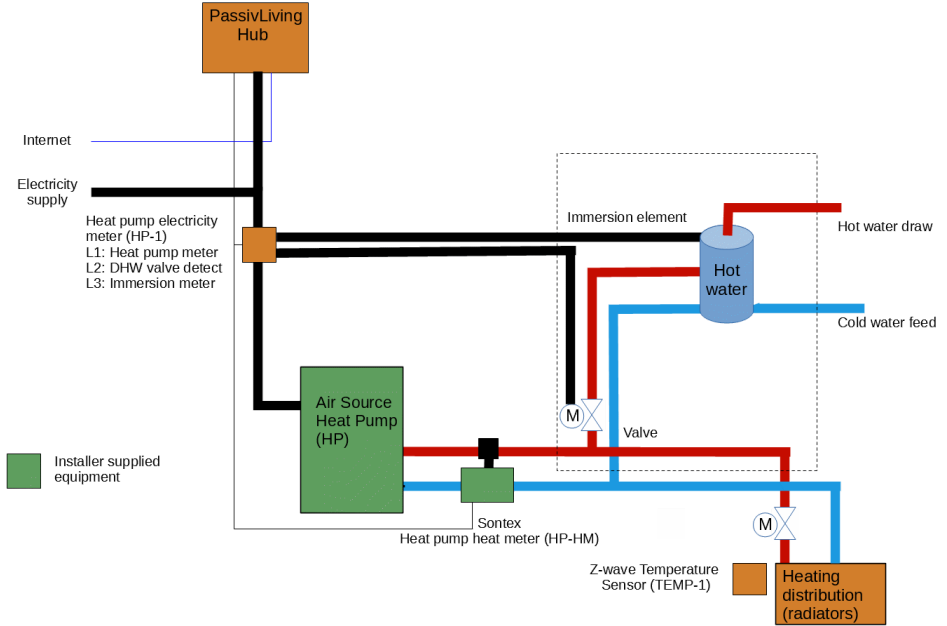 PassivLiving
Hub
Internet
Electricity
supply
Heat pump electricity
meter (HP-1)
L1: Heat pump meter
L2: DHW valve detect
L3: Immersion meter
Immersion element
Hot water draw
Hot
water
Cold water feed
Air Source
Heat Pump
(HP)
M
Valve
Installer supplied
equipment
Sontex
Heat pump heat meter (HP-HM)
M
Z-wave Temperature
Sensor (TEMP-1)
Heating
distribution
(radiators)